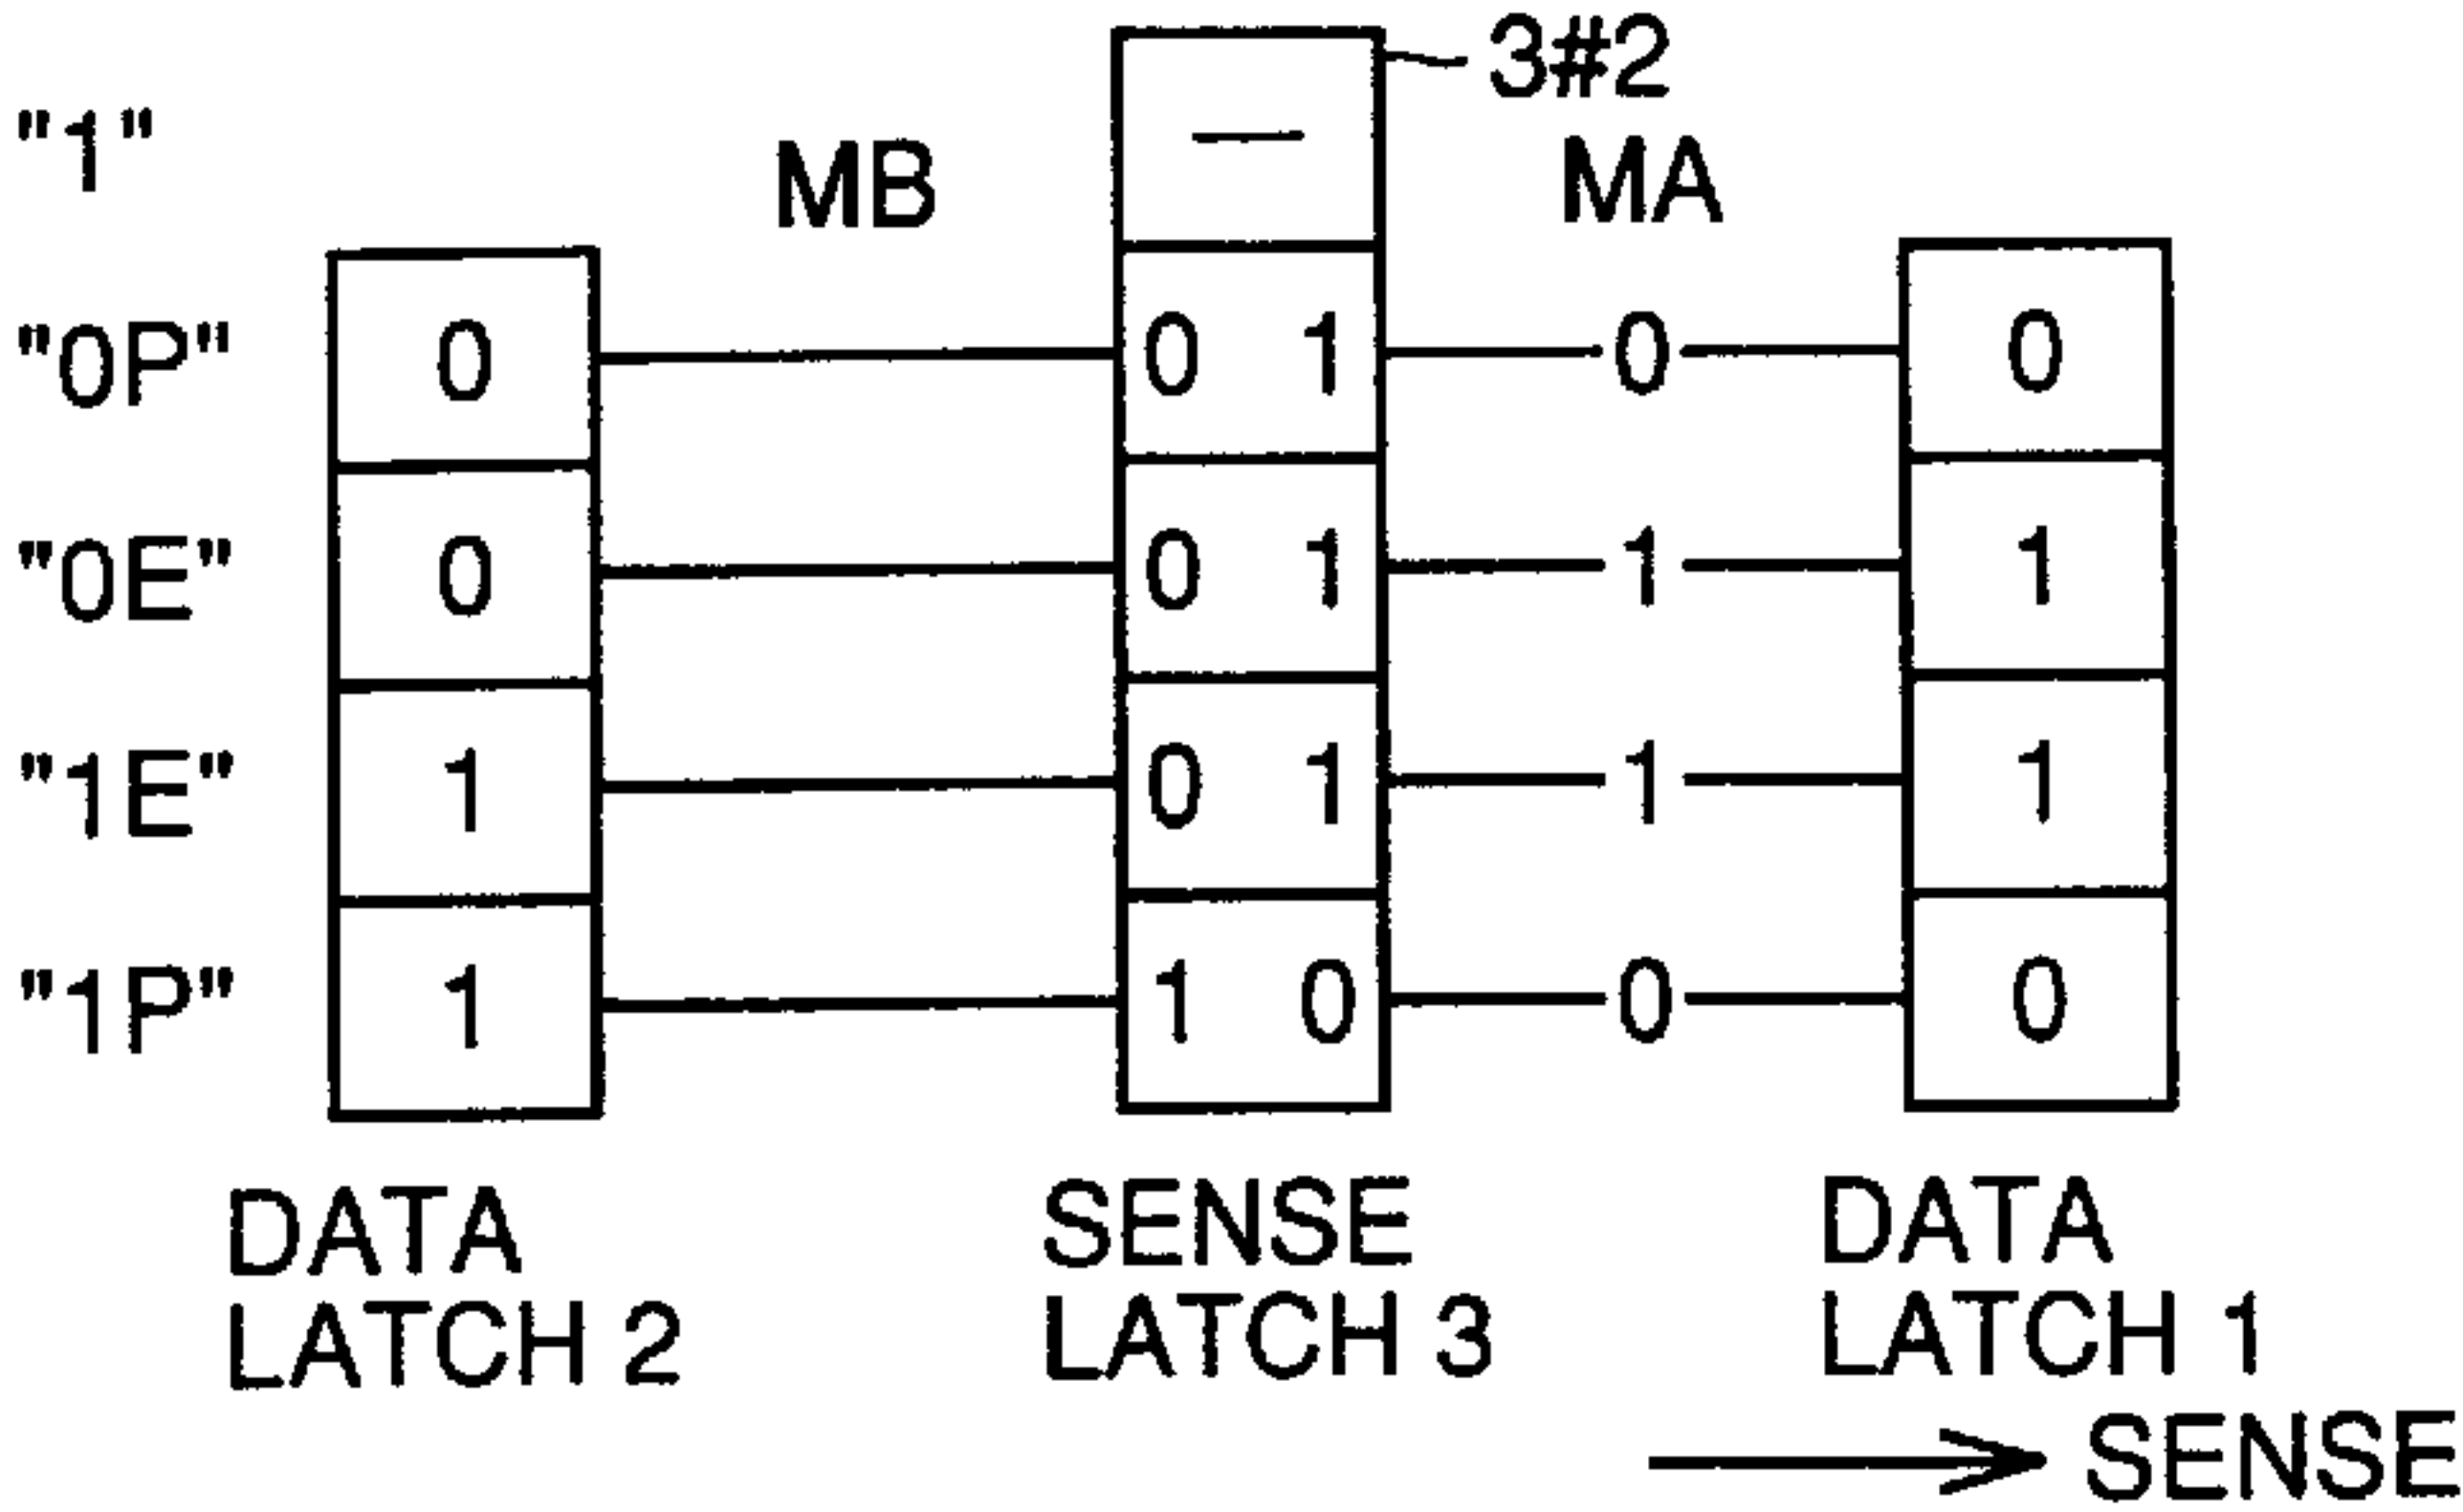 3#2
"1" MB — MA
"0P" 0 0 1 0 0
"0E" 0 0 1 1 1
"1E" 1 0 1 1 1
"1P" 1 1 0 0 0
DATA LATCH 2
SENSE LATCH 3
DATA LATCH 1
SENSE